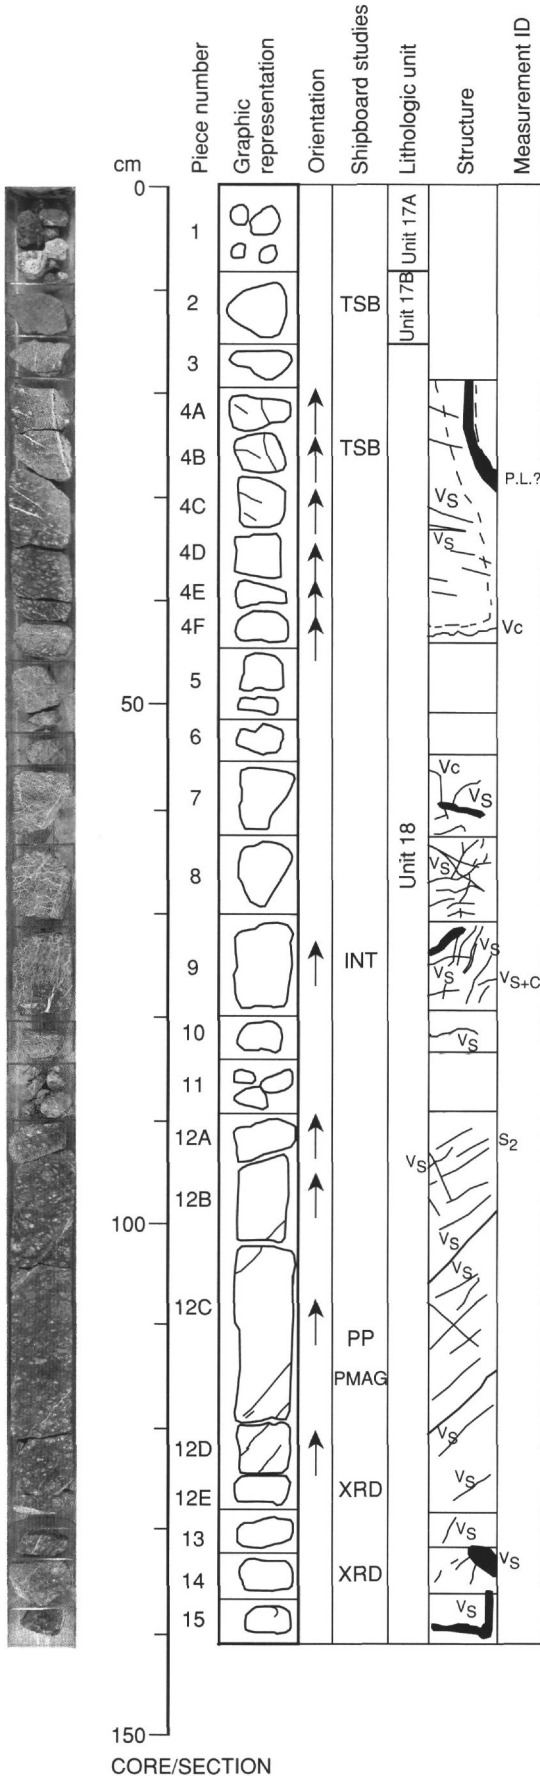 cm
Piece number
Graphic representation
Orientation
Shipboard studies
Lithologic unit
Structure
Measurement ID
0
1
Unit 17A
2
TSB
Unit 17B
3
4A
4B
TSB
P.L.?
4C
VS
VS
4D
4E
4F
Vc
5
50
6
7
Vc
VS
8
Unit 18
VS
9
INT
VS
VS
VS+C
10
VS
11
12A
S2
VS
12B
100
VS
VS
12C
PP
PMAG
12D
VS
12E
XRD
VS
13
VS
VS
14
XRD
15
VS
150
CORE/SECTION